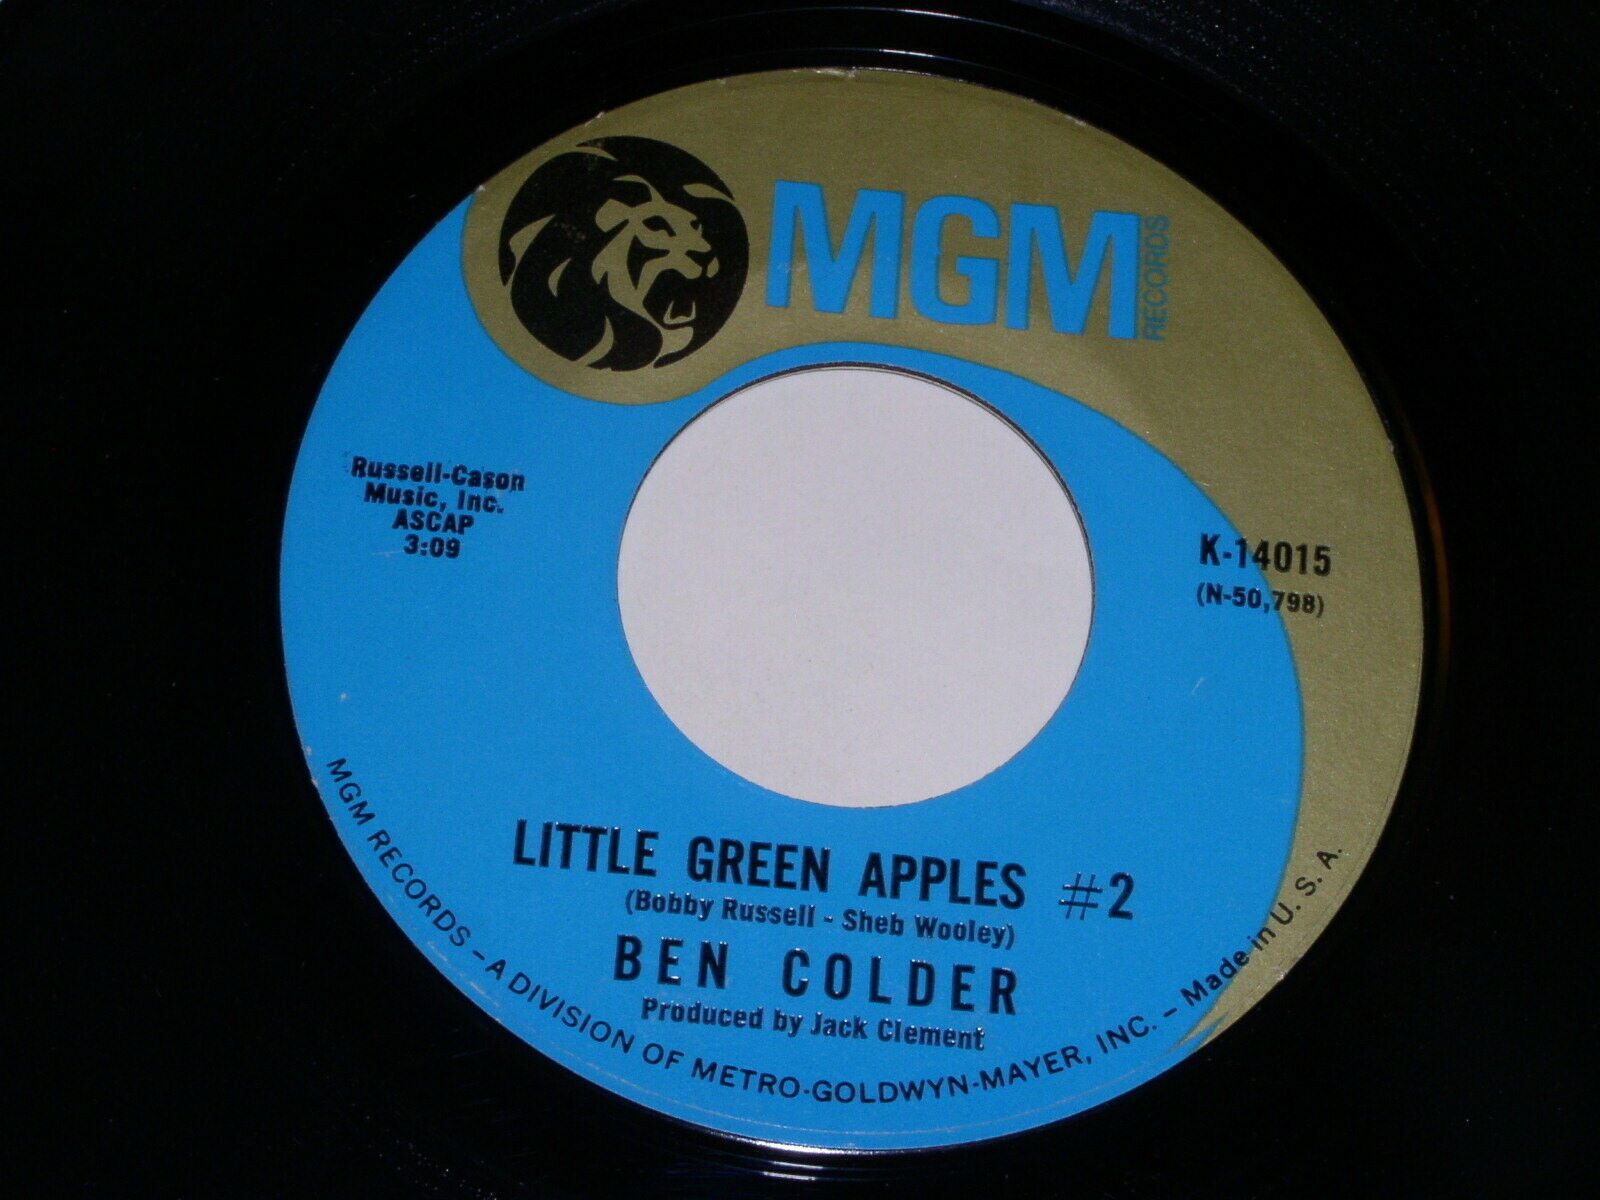 MGM
RECORDS
Russell-Cason
Music, Inc.
ASCAP
3:09
K-14015
(N-50,798)
LITTLE GREEN APPLES #2
(Bobby Russell - Sheb Wooley)
BEN COLDER
Produced by Jack Clement
MGM RECORDS – A DIVISION OF METRO-GOLDWYN-MAYER, INC. – Made in U. S. A.